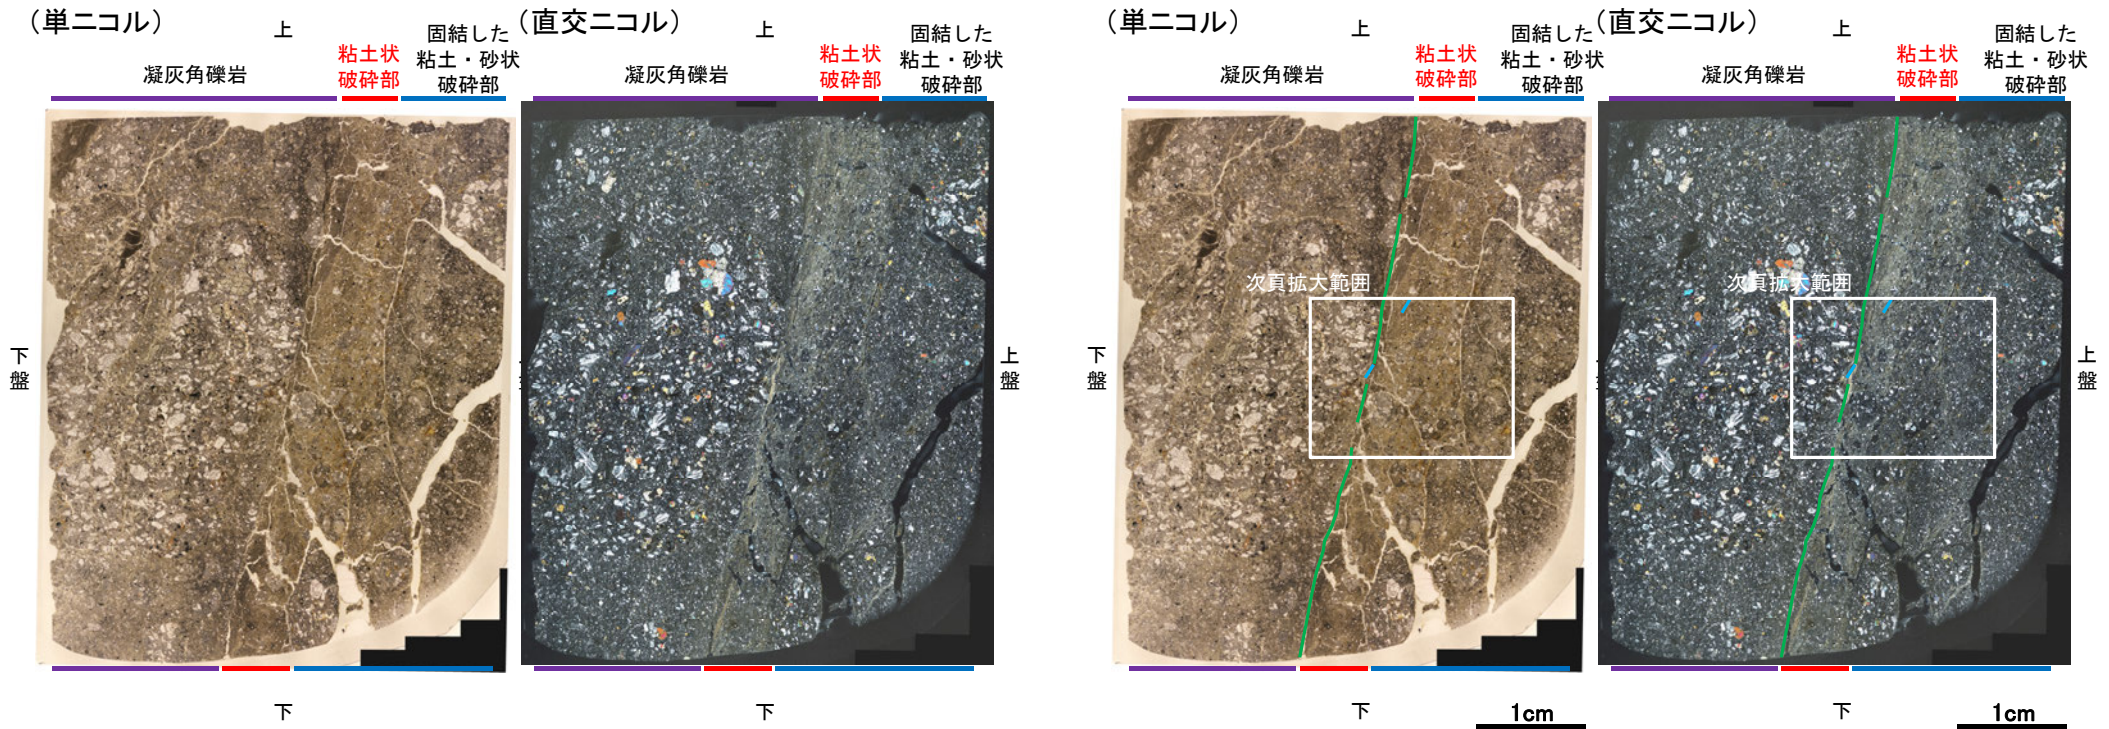 (単ニコル)
上
凝灰角礫岩
粘土状
破砕部
固結した
粘土・砂状
破砕部
下
盤
下
(直交ニコル)
上
凝灰角礫岩
粘土状
破砕部
固結した
粘土・砂状
破砕部
上
盤
下
(単ニコル)
上
凝灰角礫岩
粘土状
破砕部
固結した
粘土・砂状
破砕部
下
盤
次頁拡大範囲
下
1cm
(直交ニコル)
上
凝灰角礫岩
粘土状
破砕部
固結した
粘土・砂状
破砕部
次頁拡大範囲
上
盤
下
1cm